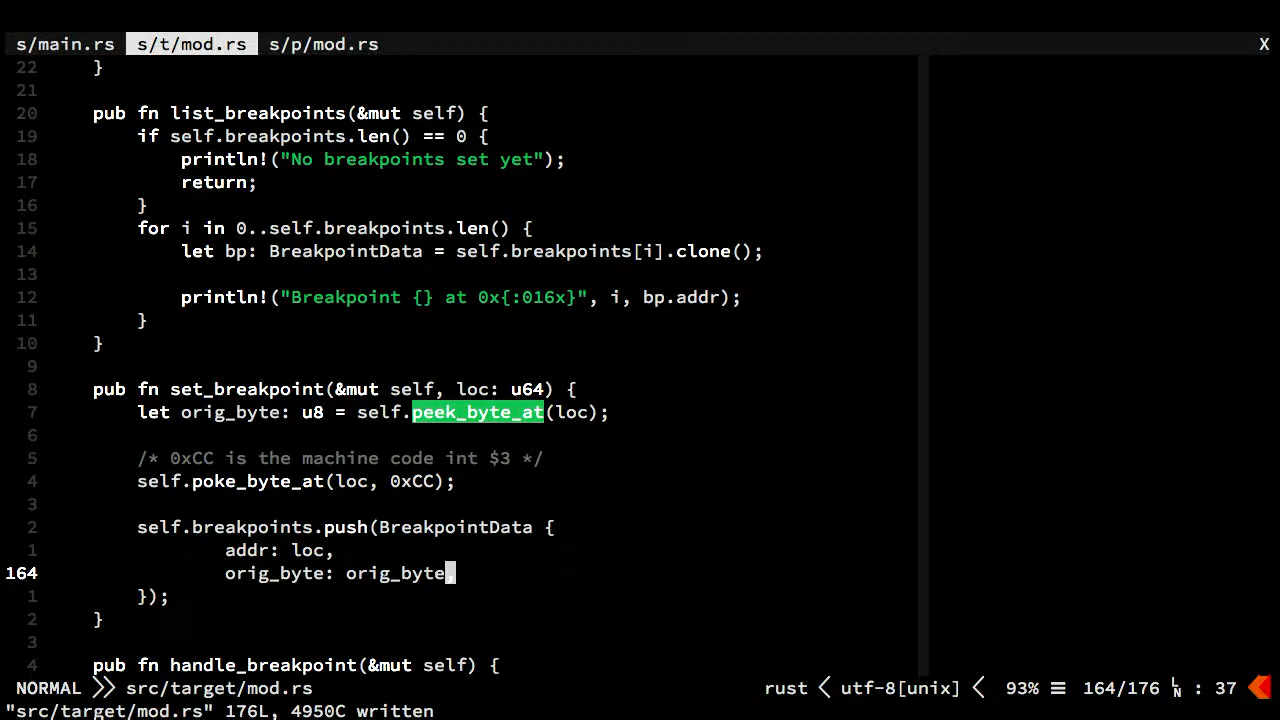 s/main.rs s/t/mod.rs s/p/mod.rs X
22 }
21
20 pub fn list_breakpoints(&mut self) {
19 if self.breakpoints.len() == 0 {
18 println!("No breakpoints set yet");
17 return;
16 }
15 for i in 0..self.breakpoints.len() {
14 let bp: BreakpointData = self.breakpoints[i].clone();
13
12 println!("Breakpoint {} at 0x{:016x}", i, bp.addr);
11 }
10 }
9
8 pub fn set_breakpoint(&mut self, loc: u64) {
7 let orig_byte: u8 = self.peek_byte_at(loc);
6
5 /* 0xCC is the machine code int $3 */
4 self.poke_byte_at(loc, 0xCC);
3
2 self.breakpoints.push(BreakpointData {
1 addr: loc,
164 orig_byte: orig_byte,
1 });
2 }
3
4 pub fn handle_breakpoint(&mut self) {
NORMAL src/target/mod.rs rust utf-8[unix] 93% ☰ 164/176 LN : 37
"src/target/mod.rs" 176L, 4950C written